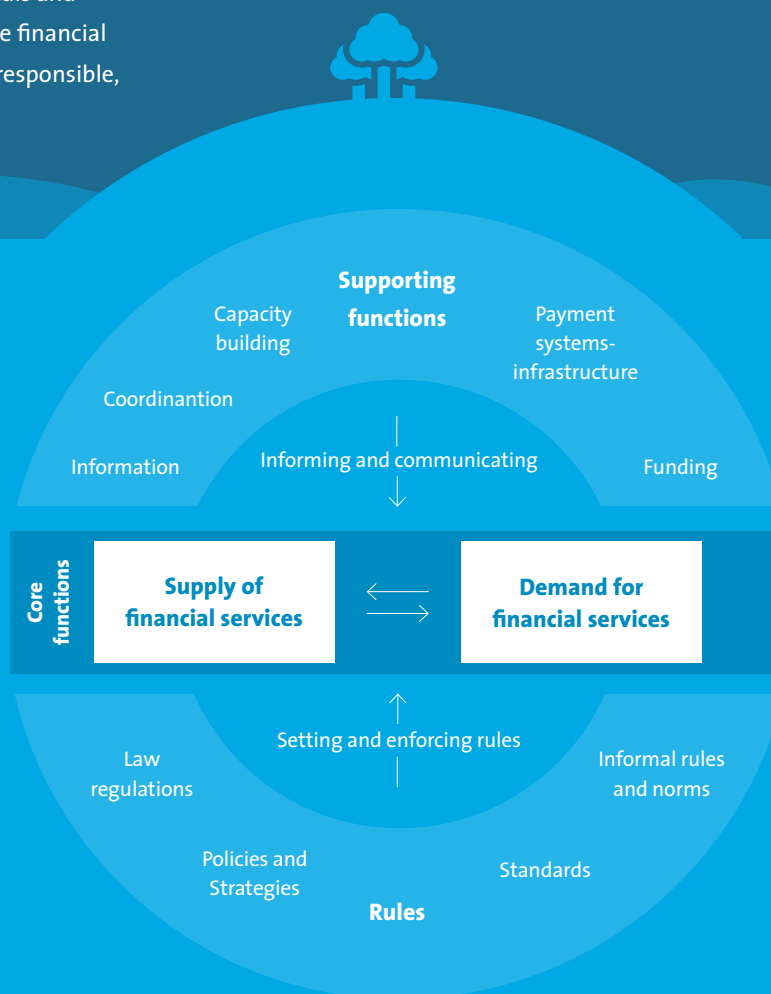 e financial
responsible,
Supporting
functions
Capacity
building
Payment
systems-
infrastructure
Coordinantion
Information
Informing and communicating
Funding
Core
functions
Supply of
financial services
Demand for
financial services
Setting and enforcing rules
Law
regulations
Informal rules
and norms
Policies and
Strategies
Standards
Rules